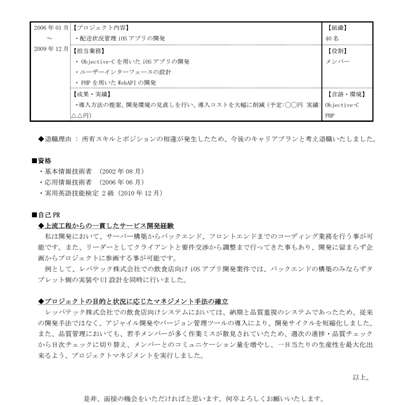 2006 年 01 月 【プロジェクト内容】 【組織】
～ ・配送状況管理 iOS アプリの開発 40 名
2009 年 12 月 【担当業務】 【役割】
・ Objective-C を用いた iOS アプリの開発 メンバー
・ユーザーインターフェースの設計
・ PHP を用いた WebAPI の開発
【成果・実績】 【言語・環境】
・導入方法の提案、開発環境の見直しを行い、導入コストを大幅に削減（予定：〇〇円 実績： Objective-C
△△円） PHP
◆退職理由 ： 所有スキルとポジションの相違が発生したため、今後のキャリアプランと考え退職いたしました。
■資格
・基本情報技術者 （2002 年 08 月）
・応用情報技術者 （2006 年 06 月）
・実用英語技能検定 2 級（2010 年 12 月）
■自己 PR
◆上流工程からの一貫したサービス開発経験
私は開発において、サーバー構築からバックエンド、フロントエンドまでのコーディング業務を行う事が可
能です。また、リーダーとしてクライアントと要件交渉から調整まで行ってきた事もあり、開発に留まらず企
画からプロジェクトに参画する事が可能です。
例として、レバテック株式会社での飲食店向け iOS アプリ開発案件では、バックエンドの構築のみならずタ
ブレット側の実装や UI 設計を同時に行いました。
◆プロジェクトの目的と状況に応じたマネジメント手法の確立
レッバテック株式会社での飲食店向けシステムにおいては、納期と品質重視のシステムであったため、従来
の開発手法ではなく、アジャイル開発やバージョン管理ツールの導入により、開発サイクルを短縮化しました。
また、品質管理においても、若手メンバーが多く作業ミスが散見されていたため、週次の進捗・品質チェック
から日次チェックに切り替え、メンバーとのコミュニケーション量を増やし、一日当たりの生産性を最大化出
来るよう、プロジェクトマネジメントを実行しました。
以上。
是非、面接の機会をいただければと思います。何卒よろしくお願いいたします。